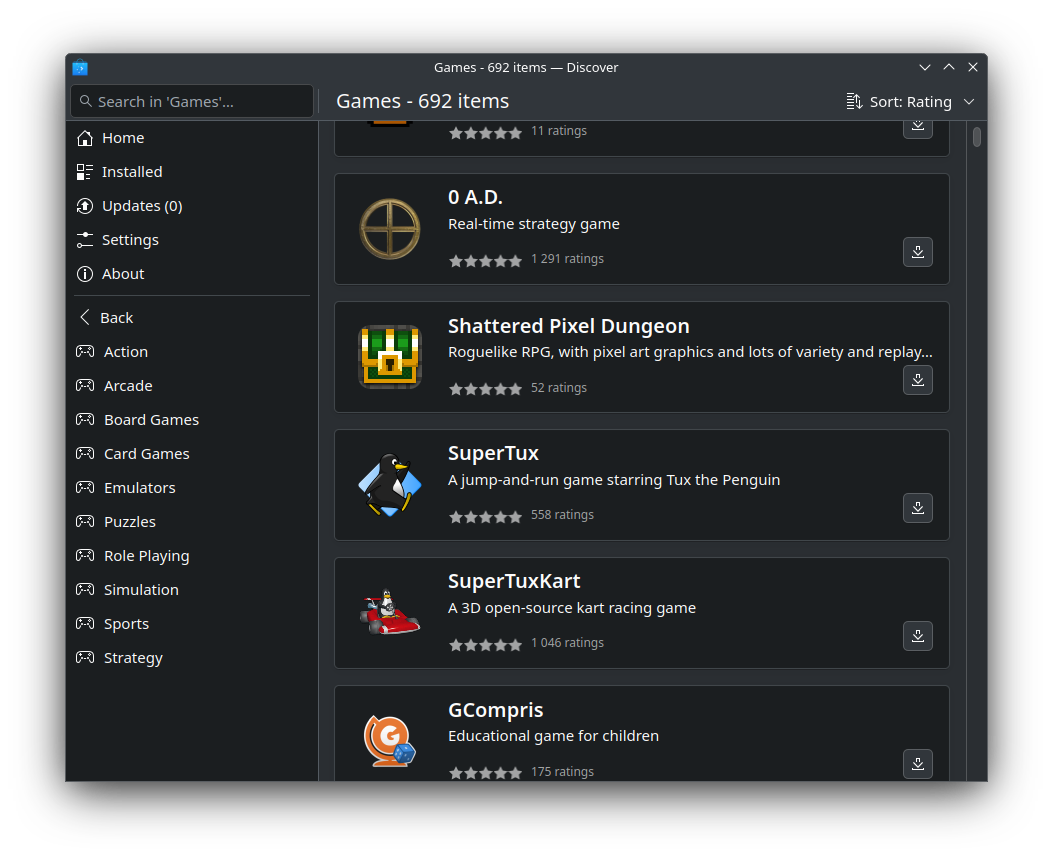 Games - 692 items — Discover
Search in 'Games'...
Games - 692 items
Sort: Rating
Home
Installed
Updates (0)
Settings
About
Back
Action
Arcade
Board Games
Card Games
Emulators
Puzzles
Role Playing
Simulation
Sports
Strategy
11 ratings
0 A.D.
Real-time strategy game
1 291 ratings
Shattered Pixel Dungeon
Roguelike RPG, with pixel art graphics and lots of variety and replay...
52 ratings
SuperTux
A jump-and-run game starring Tux the Penguin
558 ratings
SuperTuxKart
A 3D open-source kart racing game
1 046 ratings
G
GCompris
Educational game for children
175 ratings